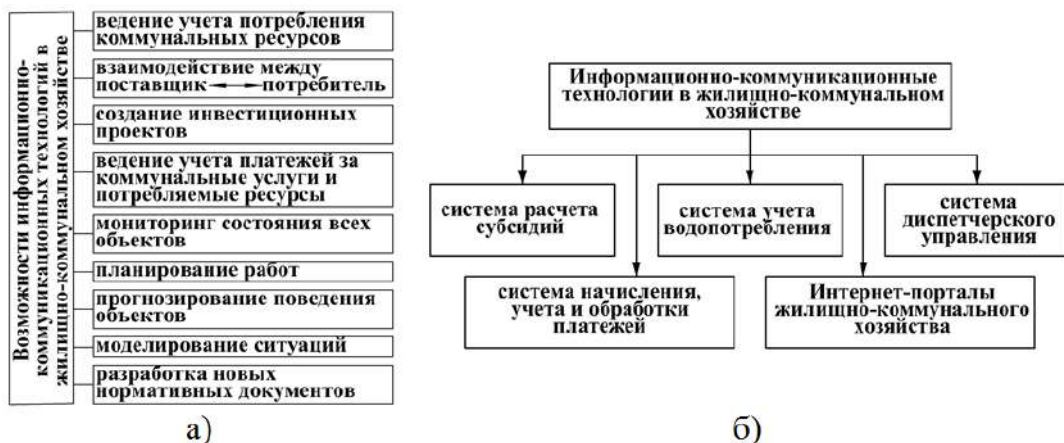 Возможности информационно-
коммуникационных технологий в
жилищно-коммунальном хозяйстве
ведение учета потребления
коммунальных ресурсов
взаимодействие между
поставщик потребитель
создание инвестиционных
проектов
ведение учета платежей за
коммунальные услуги и
потребляемые ресурсы
мониторинг состояния всех
объектов
планирование работ
прогнозирование поведения
объектов
моделирование ситуаций
разработка новых
нормативных документов
а)
Информационно-коммуникационные
технологии в жилищно-коммунальном
хозяйстве
система расчета
субсидий
система учета
водопотребления
система
диспетчерского
управления
система начисления,
учета и обработки
платежей
Интернет-порталы
жилищно-коммунального
хозяйства
б)